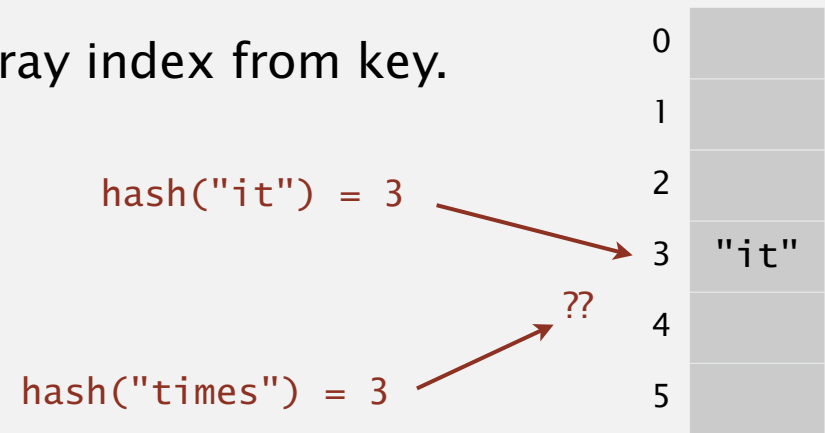 ray index from key.
0
1
hash("it") = 3
2
3 "it"
??
4
hash("times") = 3
5